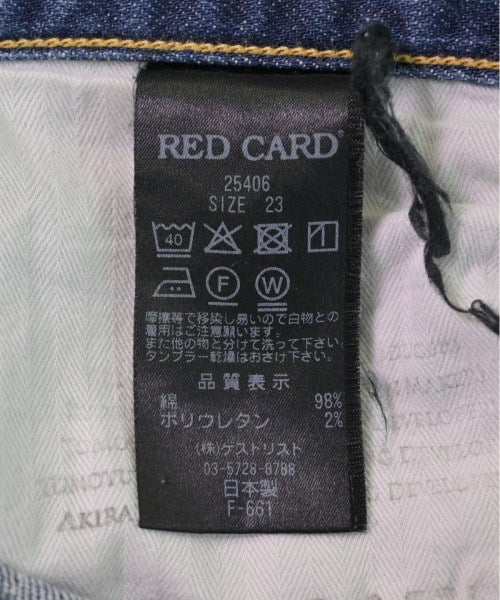 RED CARD®
25406
SIZE 23
40
F
W
摩擦等で移染し易いので白物との
着用はご注意願います。
また他の物と分けて洗って下さい。
タンブラー乾燥はおさけ下さい。
品質表示
綿 98%
ポリウレタン 2%
(株)ゲストリスト
03-5728-8788
日本製
F-661
AKIRA